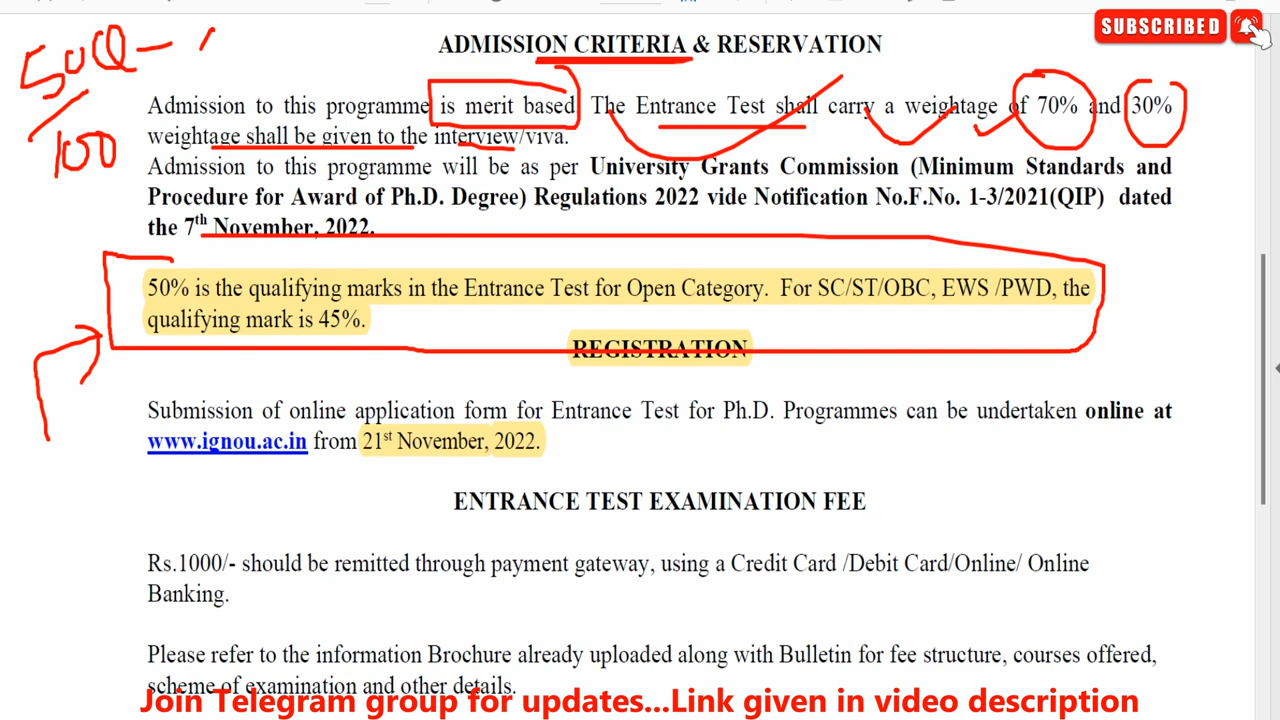 SUBSCRIBED
50Q-
100
ADMISSION CRITERIA & RESERVATION
Admission to this programme is merit based. The Entrance Test shall carry a weightage of 70% and 30%
weightage shall be given to the interview/viva.
Admission to this programme will be as per University Grants Commission (Minimum Standards and
Procedure for Award of Ph.D. Degree) Regulations 2022 vide Notification No.F.No. 1-3/2021(QIP) dated
the 7th November, 2022.
50% is the qualifying marks in the Entrance Test for Open Category. For SC/ST/OBC, EWS /PWD, the
qualifying mark is 45%.
REGISTRATION
Submission of online application form for Entrance Test for Ph.D. Programmes can be undertaken online at
www.ignou.ac.in from 21st November, 2022.
ENTRANCE TEST EXAMINATION FEE
Rs.1000/- should be remitted through payment gateway, using a Credit Card /Debit Card/Online/ Online
Banking.
Please refer to the information Brochure already uploaded along with Bulletin for fee structure, courses offered,
scheme of examination and other details.
Join Telegram group for updates...Link given in video description